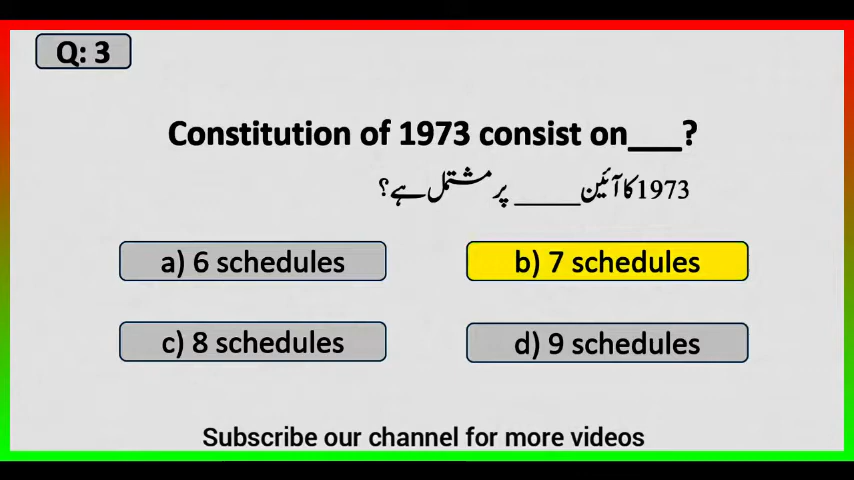 Q: 3
Constitution of 1973 consist on___?
1973 کا آئین _____ پر مشتمل ہے؟
a) 6 schedules
b) 7 schedules
c) 8 schedules
d) 9 schedules
Subscribe our channel for more videos